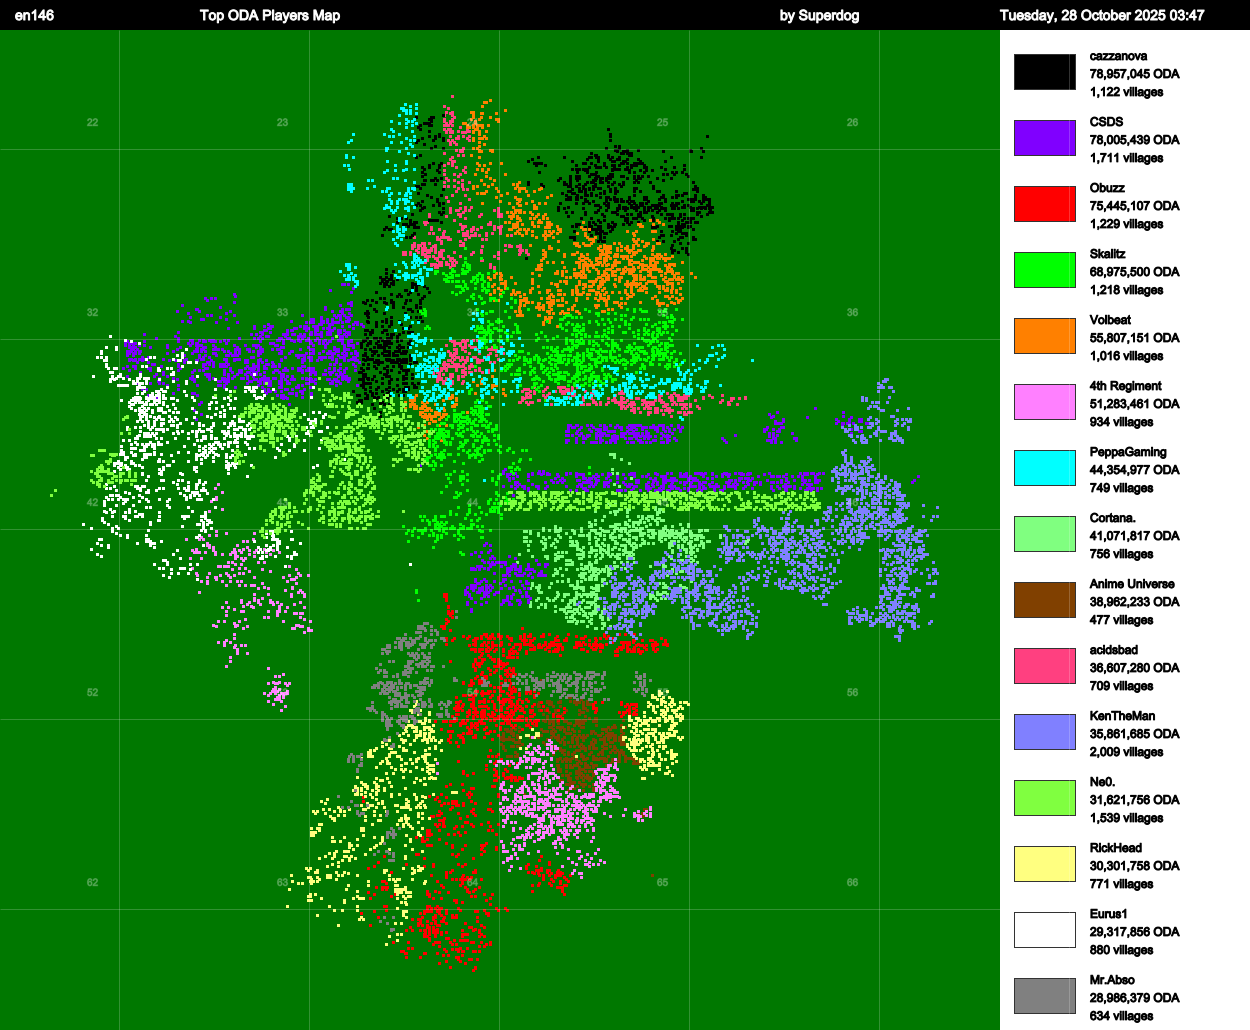 en146 Top ODA Players Map by Superdog Tuesday, 28 October 2025 03:47
cazzanova
78,957,045 ODA
1,122 villages
CSDS
78,005,439 ODA
1,711 villages
Obuzz
75,445,107 ODA
1,229 villages
Skalitz
68,975,500 ODA
1,218 villages
Volbeat
55,807,151 ODA
1,016 villages
4th Regiment
51,283,461 ODA
934 villages
PeppaGaming
44,354,977 ODA
749 villages
Cortana.
41,071,817 ODA
756 villages
Anime Universe
38,962,233 ODA
477 villages
acidsbad
36,607,280 ODA
709 villages
KenTheMan
35,861,685 ODA
2,009 villages
Ne0.
31,621,756 ODA
1,539 villages
RickHead
30,301,758 ODA
771 villages
Eurus1
29,317,856 ODA
880 villages
Mr.Abso
28,986,379 ODA
634 villages
22 23 25 26
32 33 36
42 44
52 54 56
62 63 64 65 66